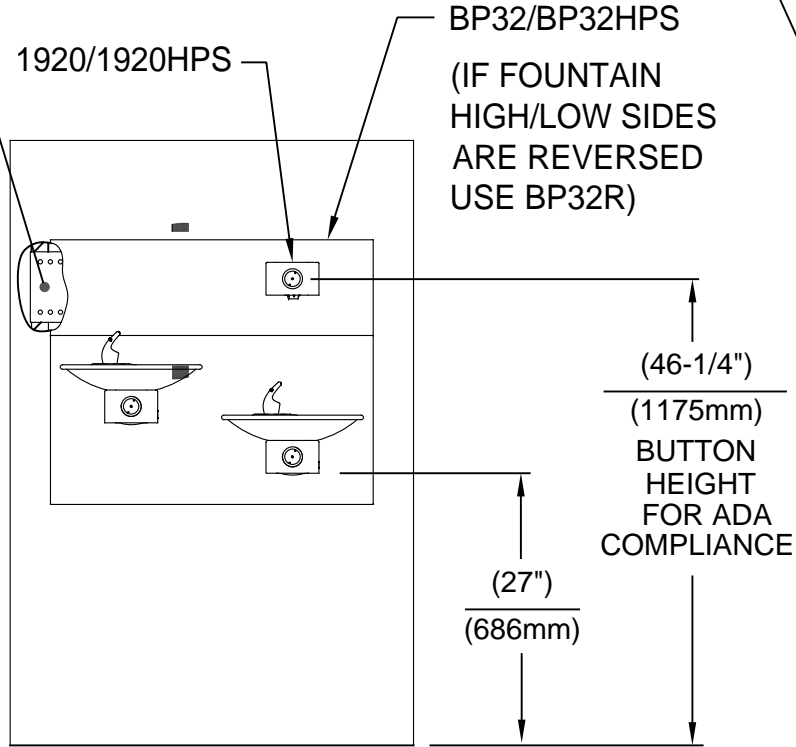 BP32/BP32HPS
1920/1920HPS
(IF FOUNTAIN
HIGH/LOW SIDES
ARE REVERSED
USE BP32R)
(46-1/4")
(1175mm)
BUTTON
HEIGHT
FOR ADA
COMPLIANCE
(27")
(686mm)